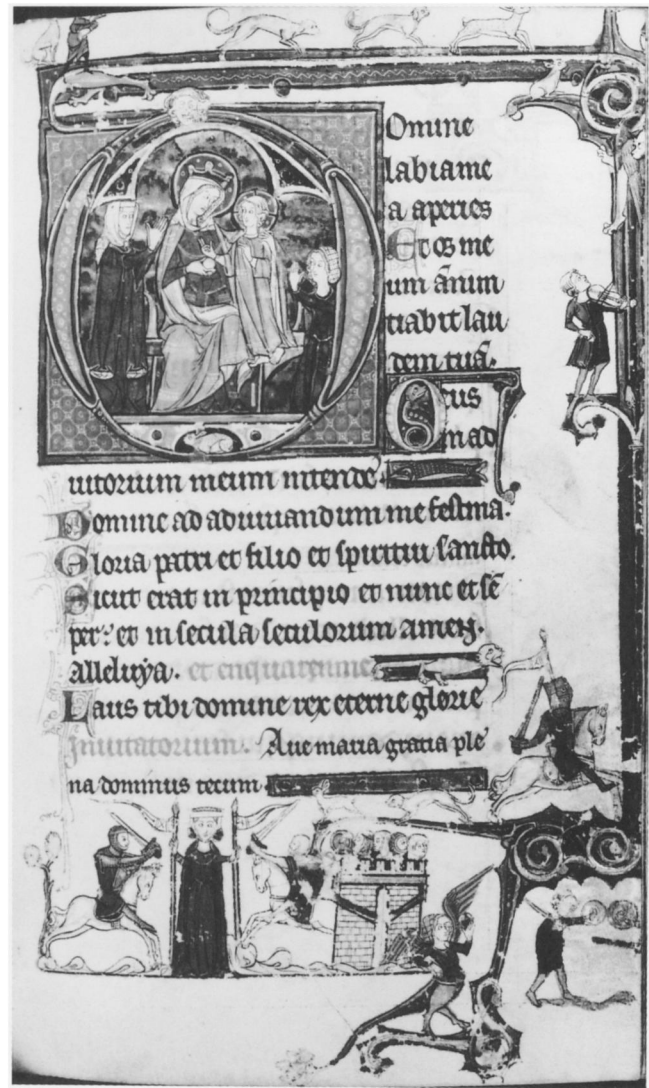 Domine
labia me
a aperies
Et os me
um ānun
tiabit lau
dem tuā.
Deus
in ad
iutorium meum intende.
Domine ad adiuuandum me festina.
Gloria patri et filio et spiritui sancto.
Sicut erat in principio et nunc et sē
per: et in secula seculorum amen.
alleluya.
Laus tibi domine rex eterne glorie
Inuitatorium. Aue maria gratia ple
na dominus tecum